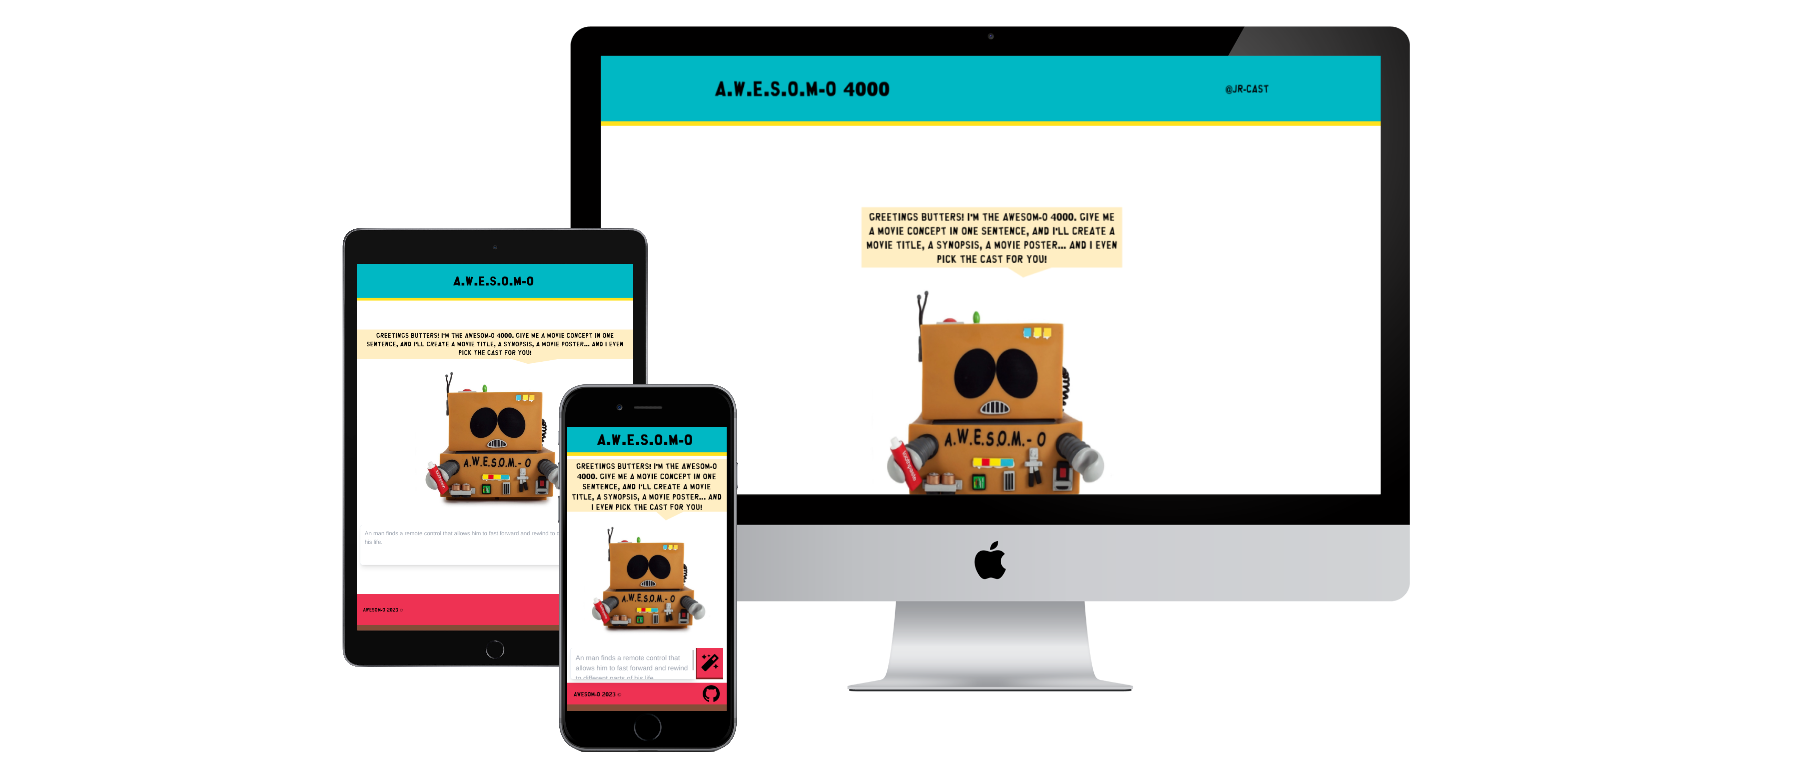 A.W.E.S.O.M-O 4000
@JR-CAST
GREETINGS BUTTERS! I'M THE AWESOM-O 4000. GIVE ME
A MOVIE CONCEPT IN ONE SENTENCE, AND I'LL CREATE A
MOVIE TITLE, A SYNOPSIS, A MOVIE POSTER... AND I EVEN
PICK THE CAST FOR YOU!
A.W.E.S.O.M.- O
A.W.E.S.O.M-O
GREETINGS BUTTERS! I'M THE AWESOM-O 4000. GIVE ME A MOVIE CONCEPT IN ONE
SENTENCE, AND I'LL CREATE A MOVIE TITLE, A SYNOPSIS, A MOVIE POSTER... AND I EVEN
PICK THE CAST FOR YOU!
A.W.E.S.O.M.- O
An man finds a remote control that allows him to fast forward and rewind to
his life.
AWESOM-O 2023 ©
A.W.E.S.O.M-O
GREETINGS BUTTERS! I'M THE AWESOM-O
4000. GIVE ME A MOVIE CONCEPT IN ONE
SENTENCE, AND I'LL CREATE A MOVIE
TITLE, A SYNOPSIS, A MOVIE POSTER... AND
I EVEN PICK THE CAST FOR YOU!
A.W.E.S.O.M.- O
An man finds a remote control that
allows him to fast forward and rewind
to different parts of his life
AWESOM-O 2023 ©